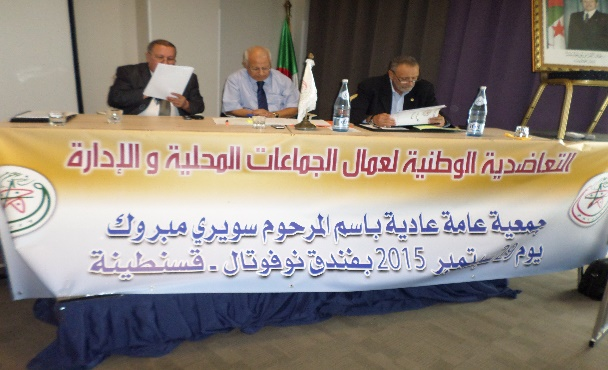 التعاضدية الوطنية لعمال الجماعات المحلية و الإدارة
جمعية عامة عادية باسم المرحوم سويري مبروك
يوم 2015 بفندق نوفوتال - قسنطينة